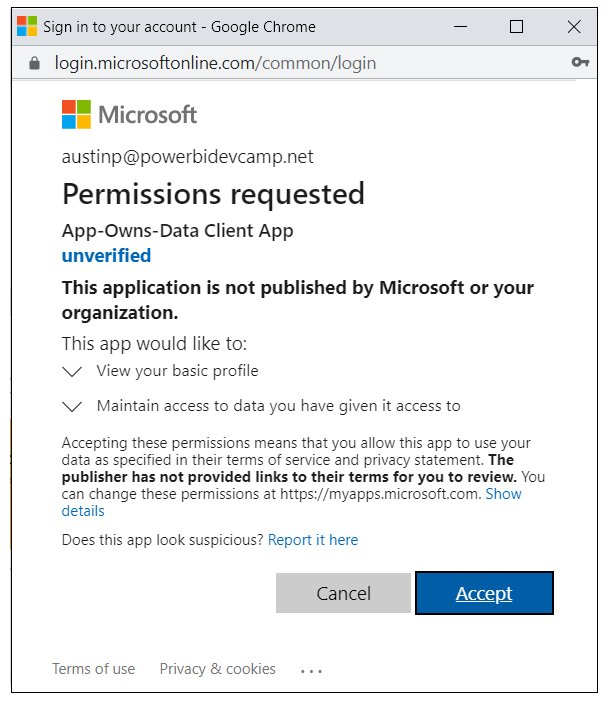 Sign in to your account - Google Chrome
login.microsoftonline.com/common/login
Microsoft
austinp@powerbidevcamp.net
Permissions requested
App-Owns-Data Client App
unverified
This application is not published by Microsoft or your
organization.
This app would like to:
View your basic profile
Maintain access to data you have given it access to
Accepting these permissions means that you allow this app to use your
data as specified in their terms of service and privacy statement. The
publisher has not provided links to their terms for you to review. You
can change these permissions at https://myapps.microsoft.com. Show
details
Does this app look suspicious? Report it here
Cancel Accept
Terms of use Privacy & cookies ...